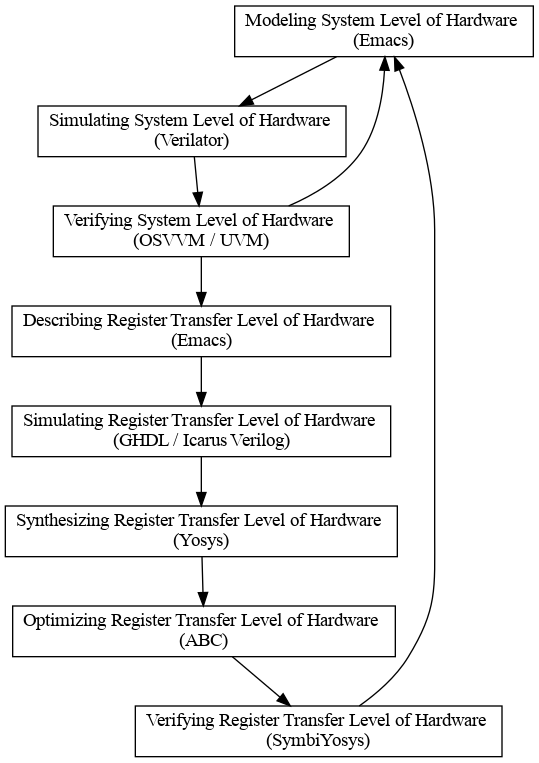 Modeling System Level of Hardware
(Emacs)
Simulating System Level of Hardware
(Verilator)
Verifying System Level of Hardware
(OSVVM / UVM)
Describing Register Transfer Level of Hardware
(Emacs)
Simulating Register Transfer Level of Hardware
(GHDL / Icarus Verilog)
Synthesizing Register Transfer Level of Hardware
(Yosys)
Optimizing Register Transfer Level of Hardware
(ABC)
Verifying Register Transfer Level of Hardware
(SymbiYosys)